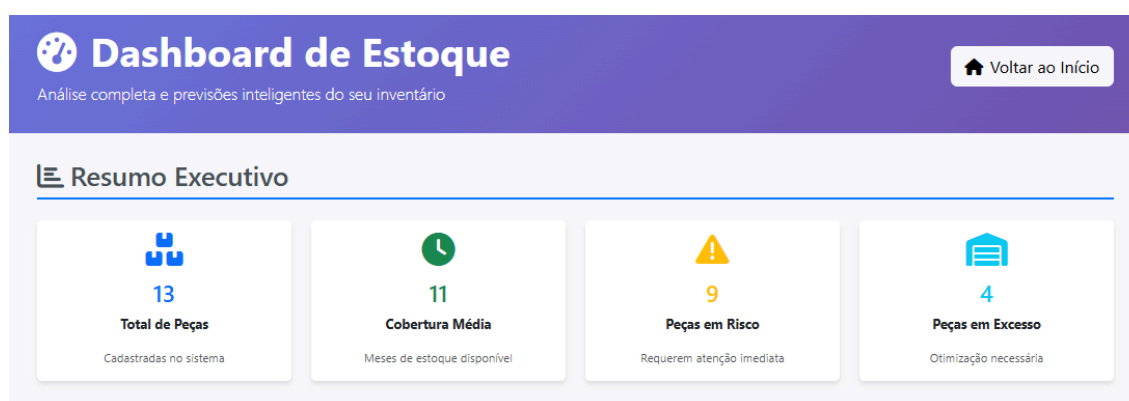 Dashboard de Estoque
Análise completa e previsões inteligentes do seu inventário
Voltar ao Início
Resumo Executivo
13
Total de Peças
Cadastradas no sistema
11
Cobertura Média
Meses de estoque disponível
9
Peças em Risco
Requerem atenção imediata
4
Peças em Excesso
Otimização necessária